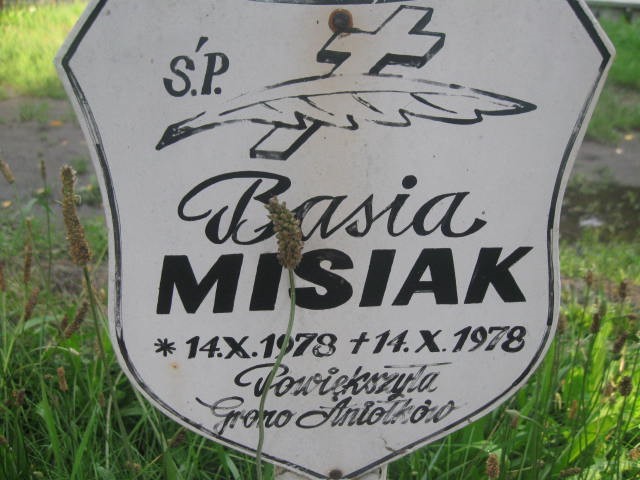 Ś.P.
Basia
MISIAK
* 14.X.1978 † 14.X.1978
Powiększyła
Grono Aniołków